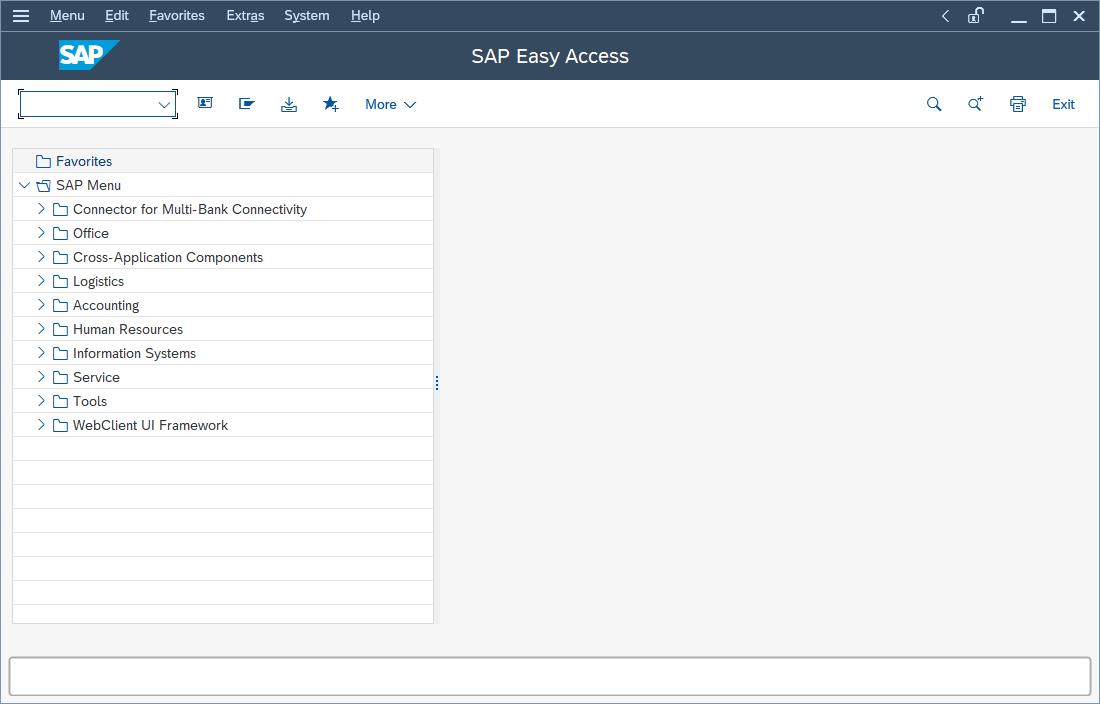 Menu Edit Favorites Extras System Help
SAP SAP Easy Access
More Exit
Favorites
SAP Menu
Connector for Multi-Bank Connectivity
Office
Cross-Application Components
Logistics
Accounting
Human Resources
Information Systems
Service
Tools
WebClient UI Framework